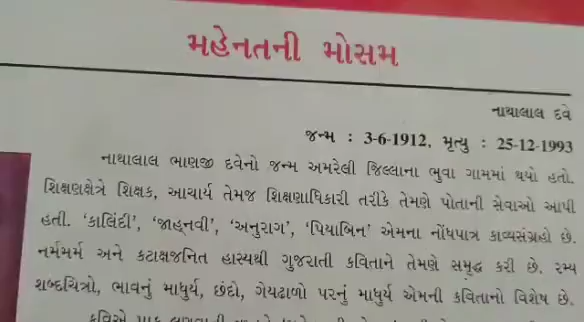 મહેનતની મોસમ
નાથાલાલ દવે
જન્મ : 3-6-1912, મૃત્યુ : 25-12-1993
નાથાલાલ ભાણજી દવેનો જન્મ અમરેલી જિલ્લાના ભુવા ગામમાં થયો હતો.
શિક્ષણક્ષેત્રે શિક્ષક, આચાર્ય તેમજ શિક્ષણાધિકારી તરીકે તેમણે પોતાની સેવાઓ આપી
હતી. ‘કાલિંદી’, ‘જાહ્નવી’, ‘અનુરાગ’, ‘પિયાબિન’ એમના નોંધપાત્ર કાવ્યસંગ્રહો છે.
નર્મમર્મ અને કટાક્ષજનિત હાસ્યથી ગુજરાતી કવિતાને તેમણે સમૃદ્ધ કરી છે. રમ્ય
શબ્દચિત્રો, ભાવનું માધુર્ય, છંદો, ગેયઢાળો પરનું માધુર્ય એમની કવિતાનો વિશેષ છે.